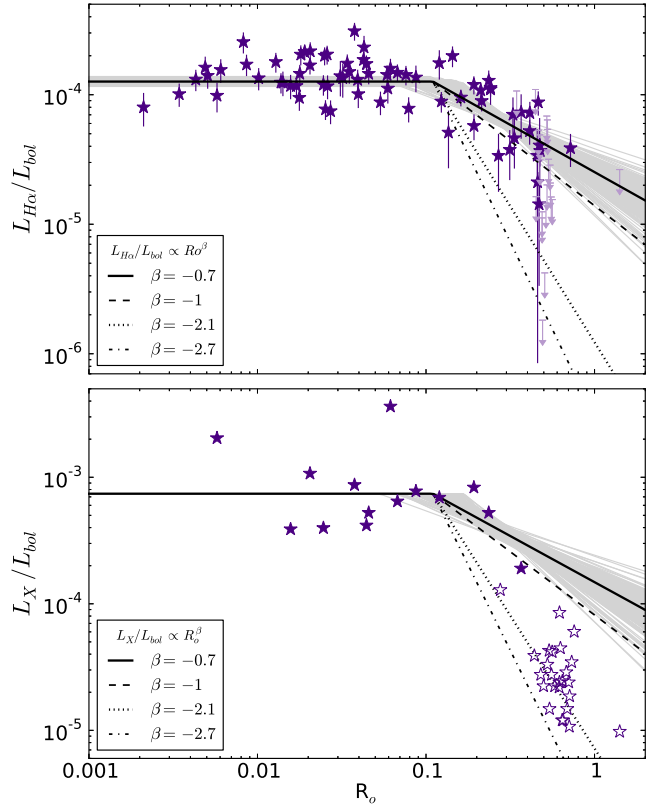 10⁻⁴
10⁻⁵
10⁻⁶
L_{Hα}/L_{bol}
L_{Hα}/L_{bol} ∝ Ro^β
β = −0.7
β = −1
β = −2.1
β = −2.7
10⁻³
10⁻⁴
10⁻⁵
L_X/L_{bol}
L_X/L_{bol} ∝ R_o^β
β = −0.7
β = −1
β = −2.1
β = −2.7
0.001 0.01 0.1 1
R_o